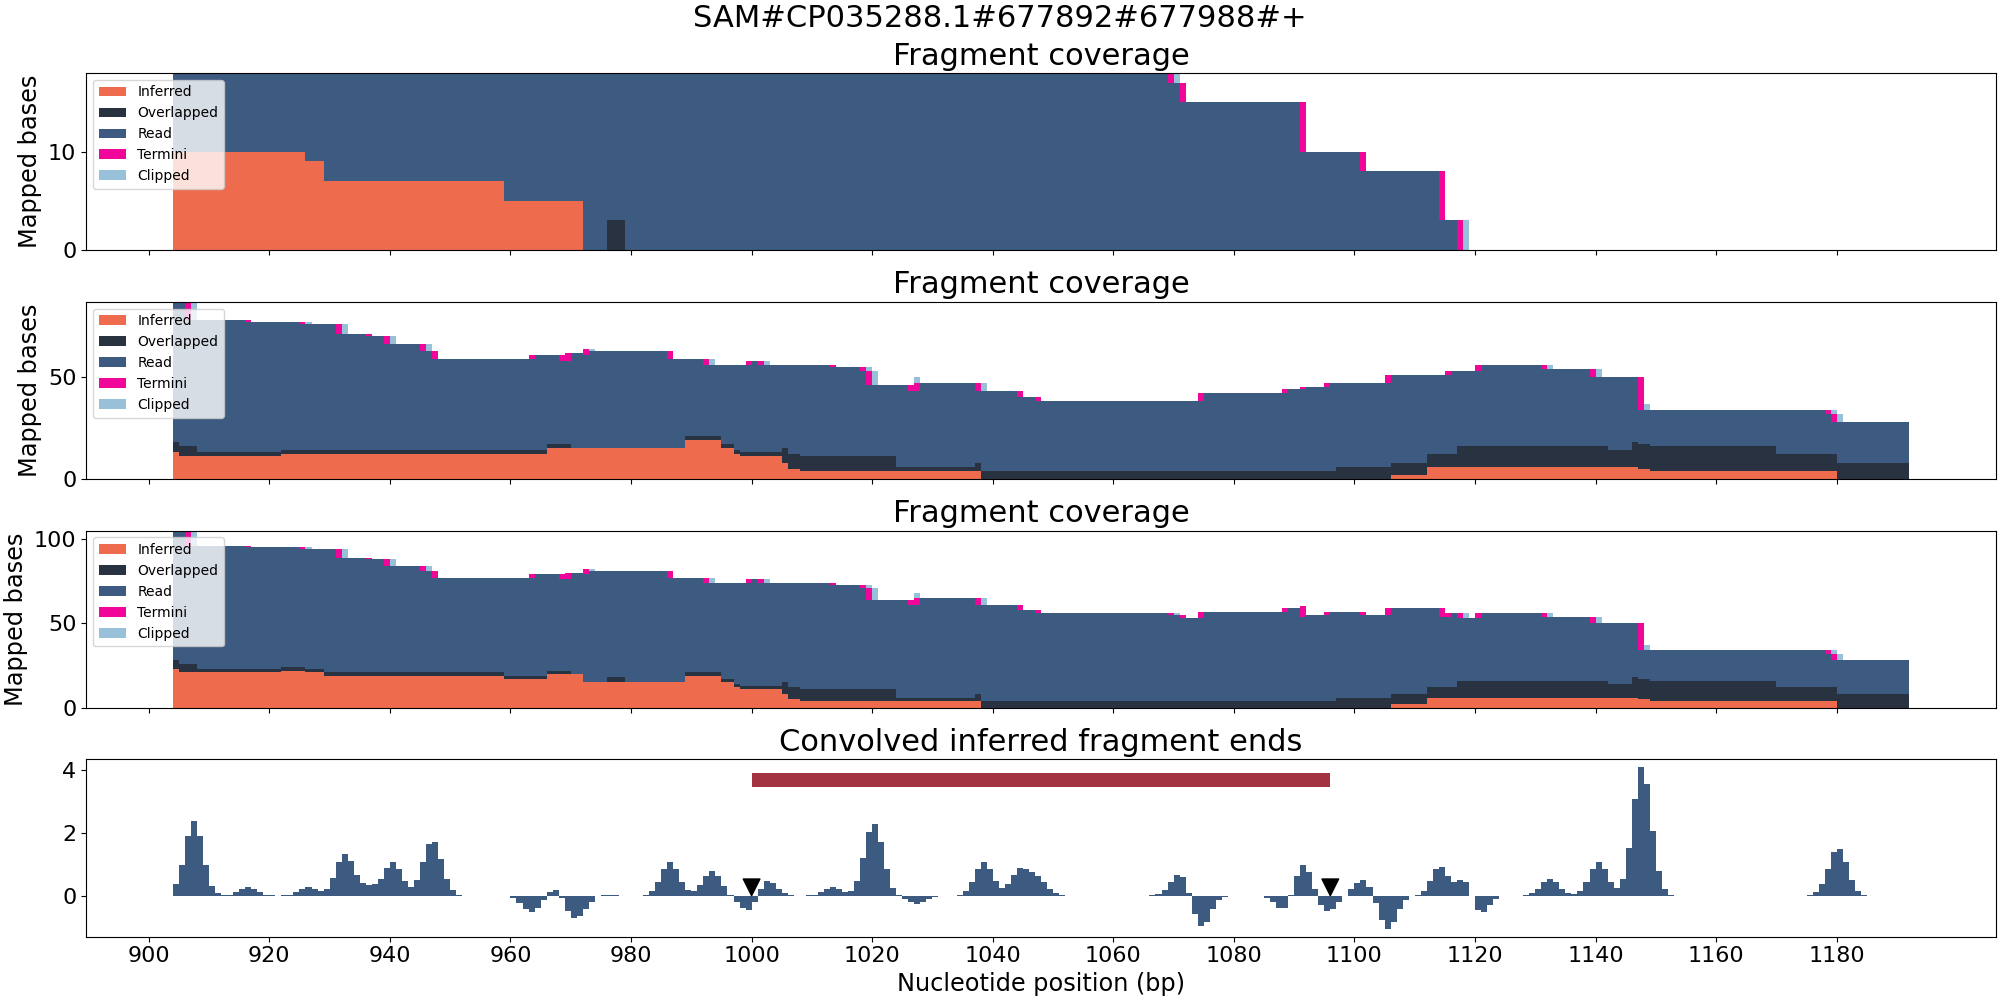 SAM#CP035288.1#677892#677988#+
Fragment coverage
Mapped bases
10
0
Inferred
Overlapped
Read
Termini
Clipped
Fragment coverage
Mapped bases
50
0
Inferred
Overlapped
Read
Termini
Clipped
Fragment coverage
Mapped bases
100
50
0
Inferred
Overlapped
Read
Termini
Clipped
Convolved inferred fragment ends
4
2
0
900 920 940 960 980 1000 1020 1040 1060 1080 1100 1120 1140 1160 1180
Nucleotide position (bp)